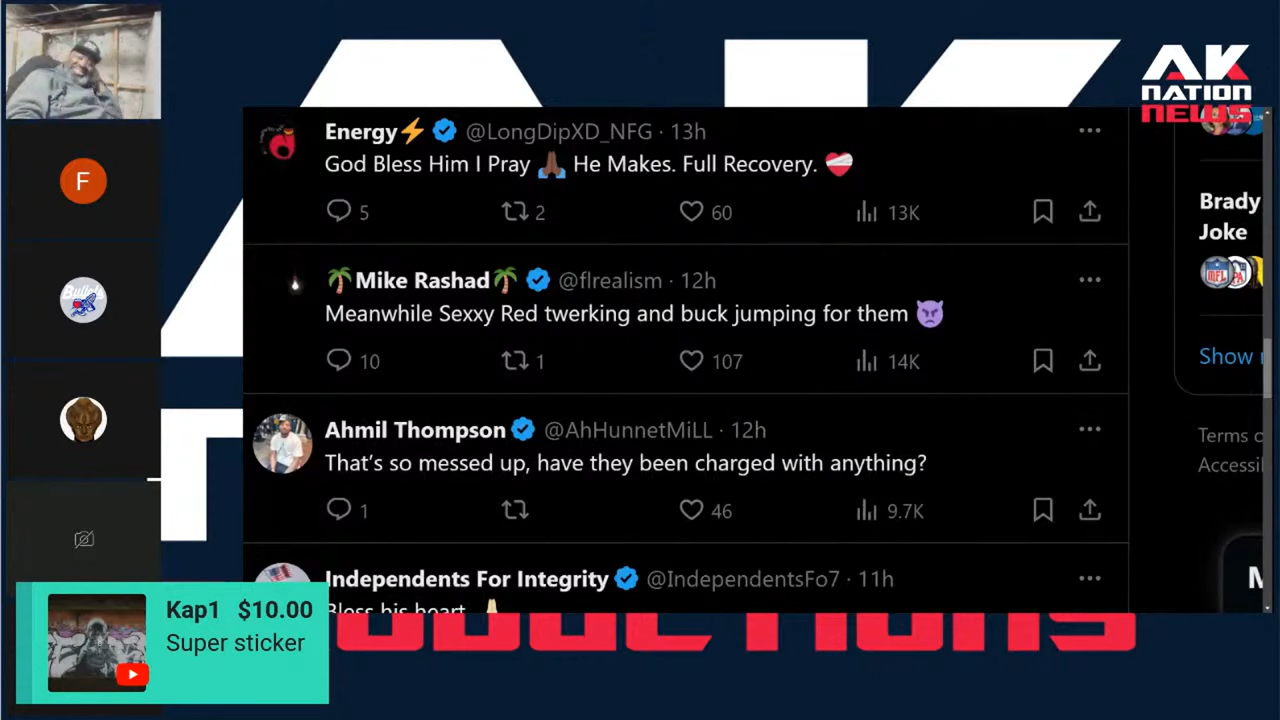 AK
NATION
NEWS
Energy⚡ @LongDipXD_NFG · 13h
God Bless Him I Pray 🙏🏾 He Makes. Full Recovery. ❤️‍🩹
5 2 60 13K
🌴Mike Rashad🌴 @flrealism · 12h
Meanwhile Sexxy Red twerking and buck jumping for them 👿
10 1 107 14K
Ahmil Thompson @AhHunnetMiLL · 12h
That's so messed up, have they been charged with anything?
1 46 9.7K
Independents For Integrity @IndependentsFo7 · 11h
Bless his heart 🙏🏼
Brady
Joke
NFL
Show
Terms
Accessi
F
Bullets
Kap1 $10.00
Super sticker